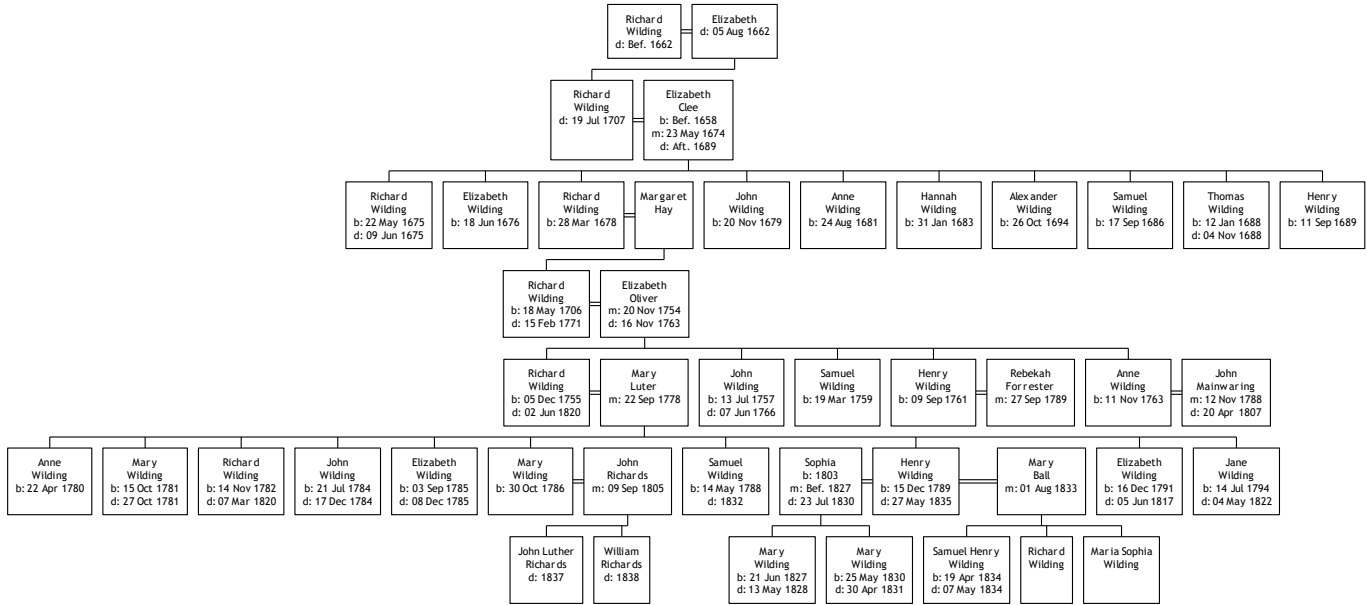 Richard
Wilding
d: Bef. 1662
Elizabeth
d: 05 Aug 1662
Richard
Wilding
d: 19 Jul 1707
Elizabeth
Clee
b: Bef. 1658
m: 23 May 1674
d: Aft. 1689
Richard
Wilding
b: 22 May 1675
d: 09 Jun 1675
Elizabeth
Wilding
b: 18 Jun 1676
Richard
Wilding
b: 28 Mar 1678
Margaret
Hay
John
Wilding
b: 20 Nov 1679
Anne
Wilding
b: 24 Aug 1681
Hannah
Wilding
b: 31 Jan 1683
Alexander
Wilding
b: 26 Oct 1694
Samuel
Wilding
b: 17 Sep 1686
Thomas
Wilding
b: 12 Jan 1688
d: 04 Nov 1688
Henry
Wilding
b: 11 Sep 1689
Richard
Wilding
b: 18 May 1706
d: 15 Feb 1771
Elizabeth
Oliver
m: 20 Nov 1754
d: 16 Nov 1763
Richard
Wilding
b: 05 Dec 1755
d: 02 Jun 1820
Mary
Luter
m: 22 Sep 1778
John
Wilding
b: 13 Jul 1757
d: 07 Jun 1766
Samuel
Wilding
b: 19 Mar 1759
Henry
Wilding
b: 09 Sep 1761
Rebekah
Forrester
m: 27 Sep 1789
Anne
Wilding
b: 11 Nov 1763
John
Mainwaring
m: 12 Nov 1788
d: 20 Apr 1807
Anne
Wilding
b: 22 Apr 1780
Mary
Wilding
b: 15 Oct 1781
d: 27 Oct 1781
Richard
Wilding
b: 14 Nov 1782
d: 07 Mar 1820
John
Wilding
b: 21 Jul 1784
d: 17 Dec 1784
Elizabeth
Wilding
b: 03 Sep 1785
d: 08 Dec 1785
Mary
Wilding
b: 30 Oct 1786
John
Richards
m: 09 Sep 1805
Samuel
Wilding
b: 14 May 1788
d: 1832
Sophia
b: 1803
m: Bef. 1827
d: 23 Jul 1830
Henry
Wilding
b: 15 Dec 1789
d: 27 May 1835
Mary
Ball
m: 01 Aug 1833
Elizabeth
Wilding
b: 16 Dec 1791
d: 05 Jun 1817
Jane
Wilding
b: 14 Jul 1794
d: 04 May 1822
John Luther
Richards
d: 1837
William
Richards
d: 1838
Mary
Wilding
b: 21 Jun 1827
d: 13 May 1828
Mary
Wilding
b: 25 May 1830
d: 30 Apr 1831
Samuel Henry
Wilding
b: 19 Apr 1834
d: 07 May 1834
Richard
Wilding
Maria Sophia
Wilding